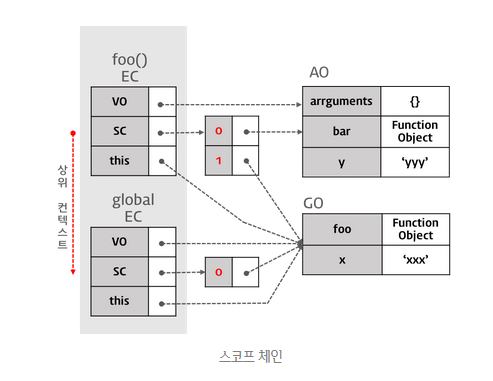 foo()
EC
AO
VO
arrguments
{}
SC
0
bar
Function
Object
this
1
y
‘yyy’
상위 컨텍스트
global
EC
GO
VO
foo
Function
Object
SC
0
x
‘xxx’
this
스코프 체인